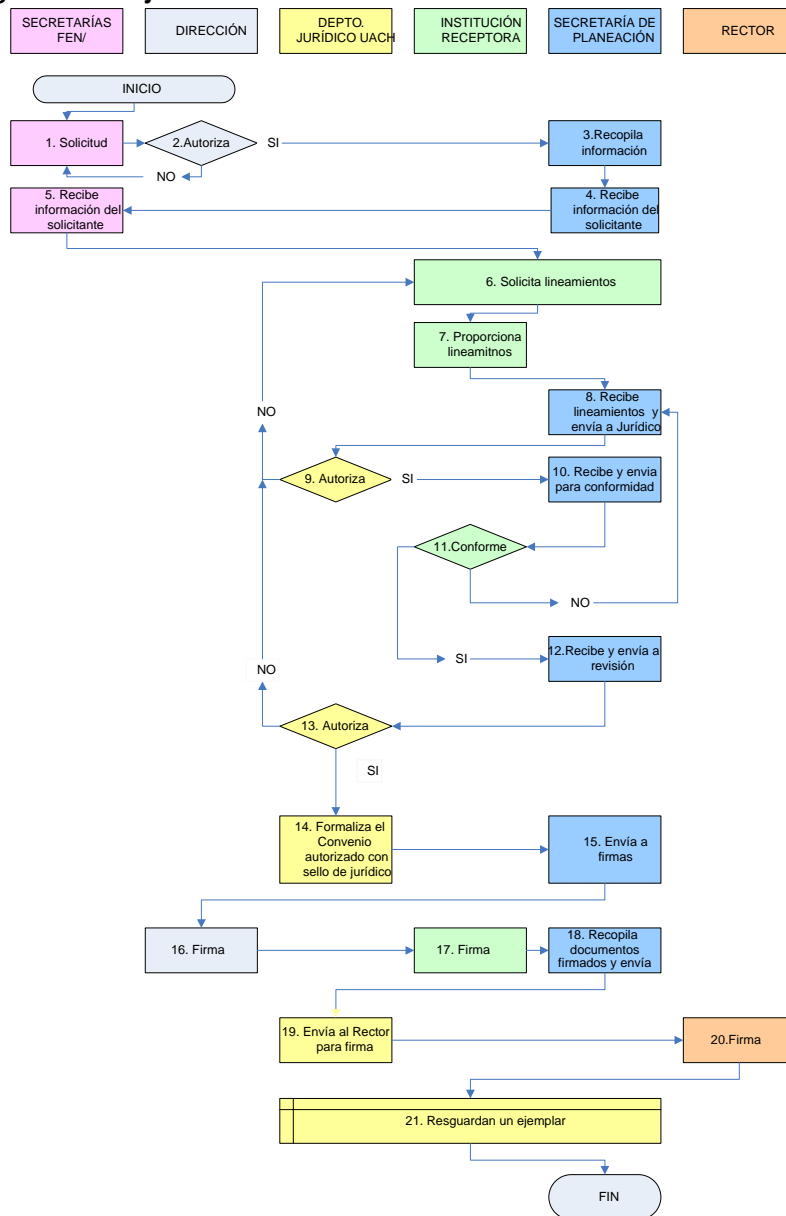 SECRETARÍAS
FEN/
DIRECCIÓN
DEPTO.
JURÍDICO UACH
INSTITUCIÓN
RECEPTORA
SECRETARÍA DE
PLANEACIÓN
RECTOR
INICIO
1. Solicitud
2.Autoriza
SI
3.Recopila
información
NO
5. Recibe
información del
solicitante
4. Recibe
información del
solicitante
6. Solicita lineamientos
7. Proporciona
lineamitnos
8. Recibe
lineamientos y
envía a Jurídico
NO
9. Autoriza
SI
10. Recibe y envia
para conformidad
11.Conforme
NO
SI
12.Recibe y envía a
revisión
NO
13. Autoriza
SI
14. Formaliza el
Convenio
autorizado con
sello de jurídico
15. Envía a
firmas
16. Firma
17. Firma
18. Recopila
documentos
firmados y envía
19. Envía al Rector
para firma
20.Firma
21. Resguardan un ejemplar
FIN